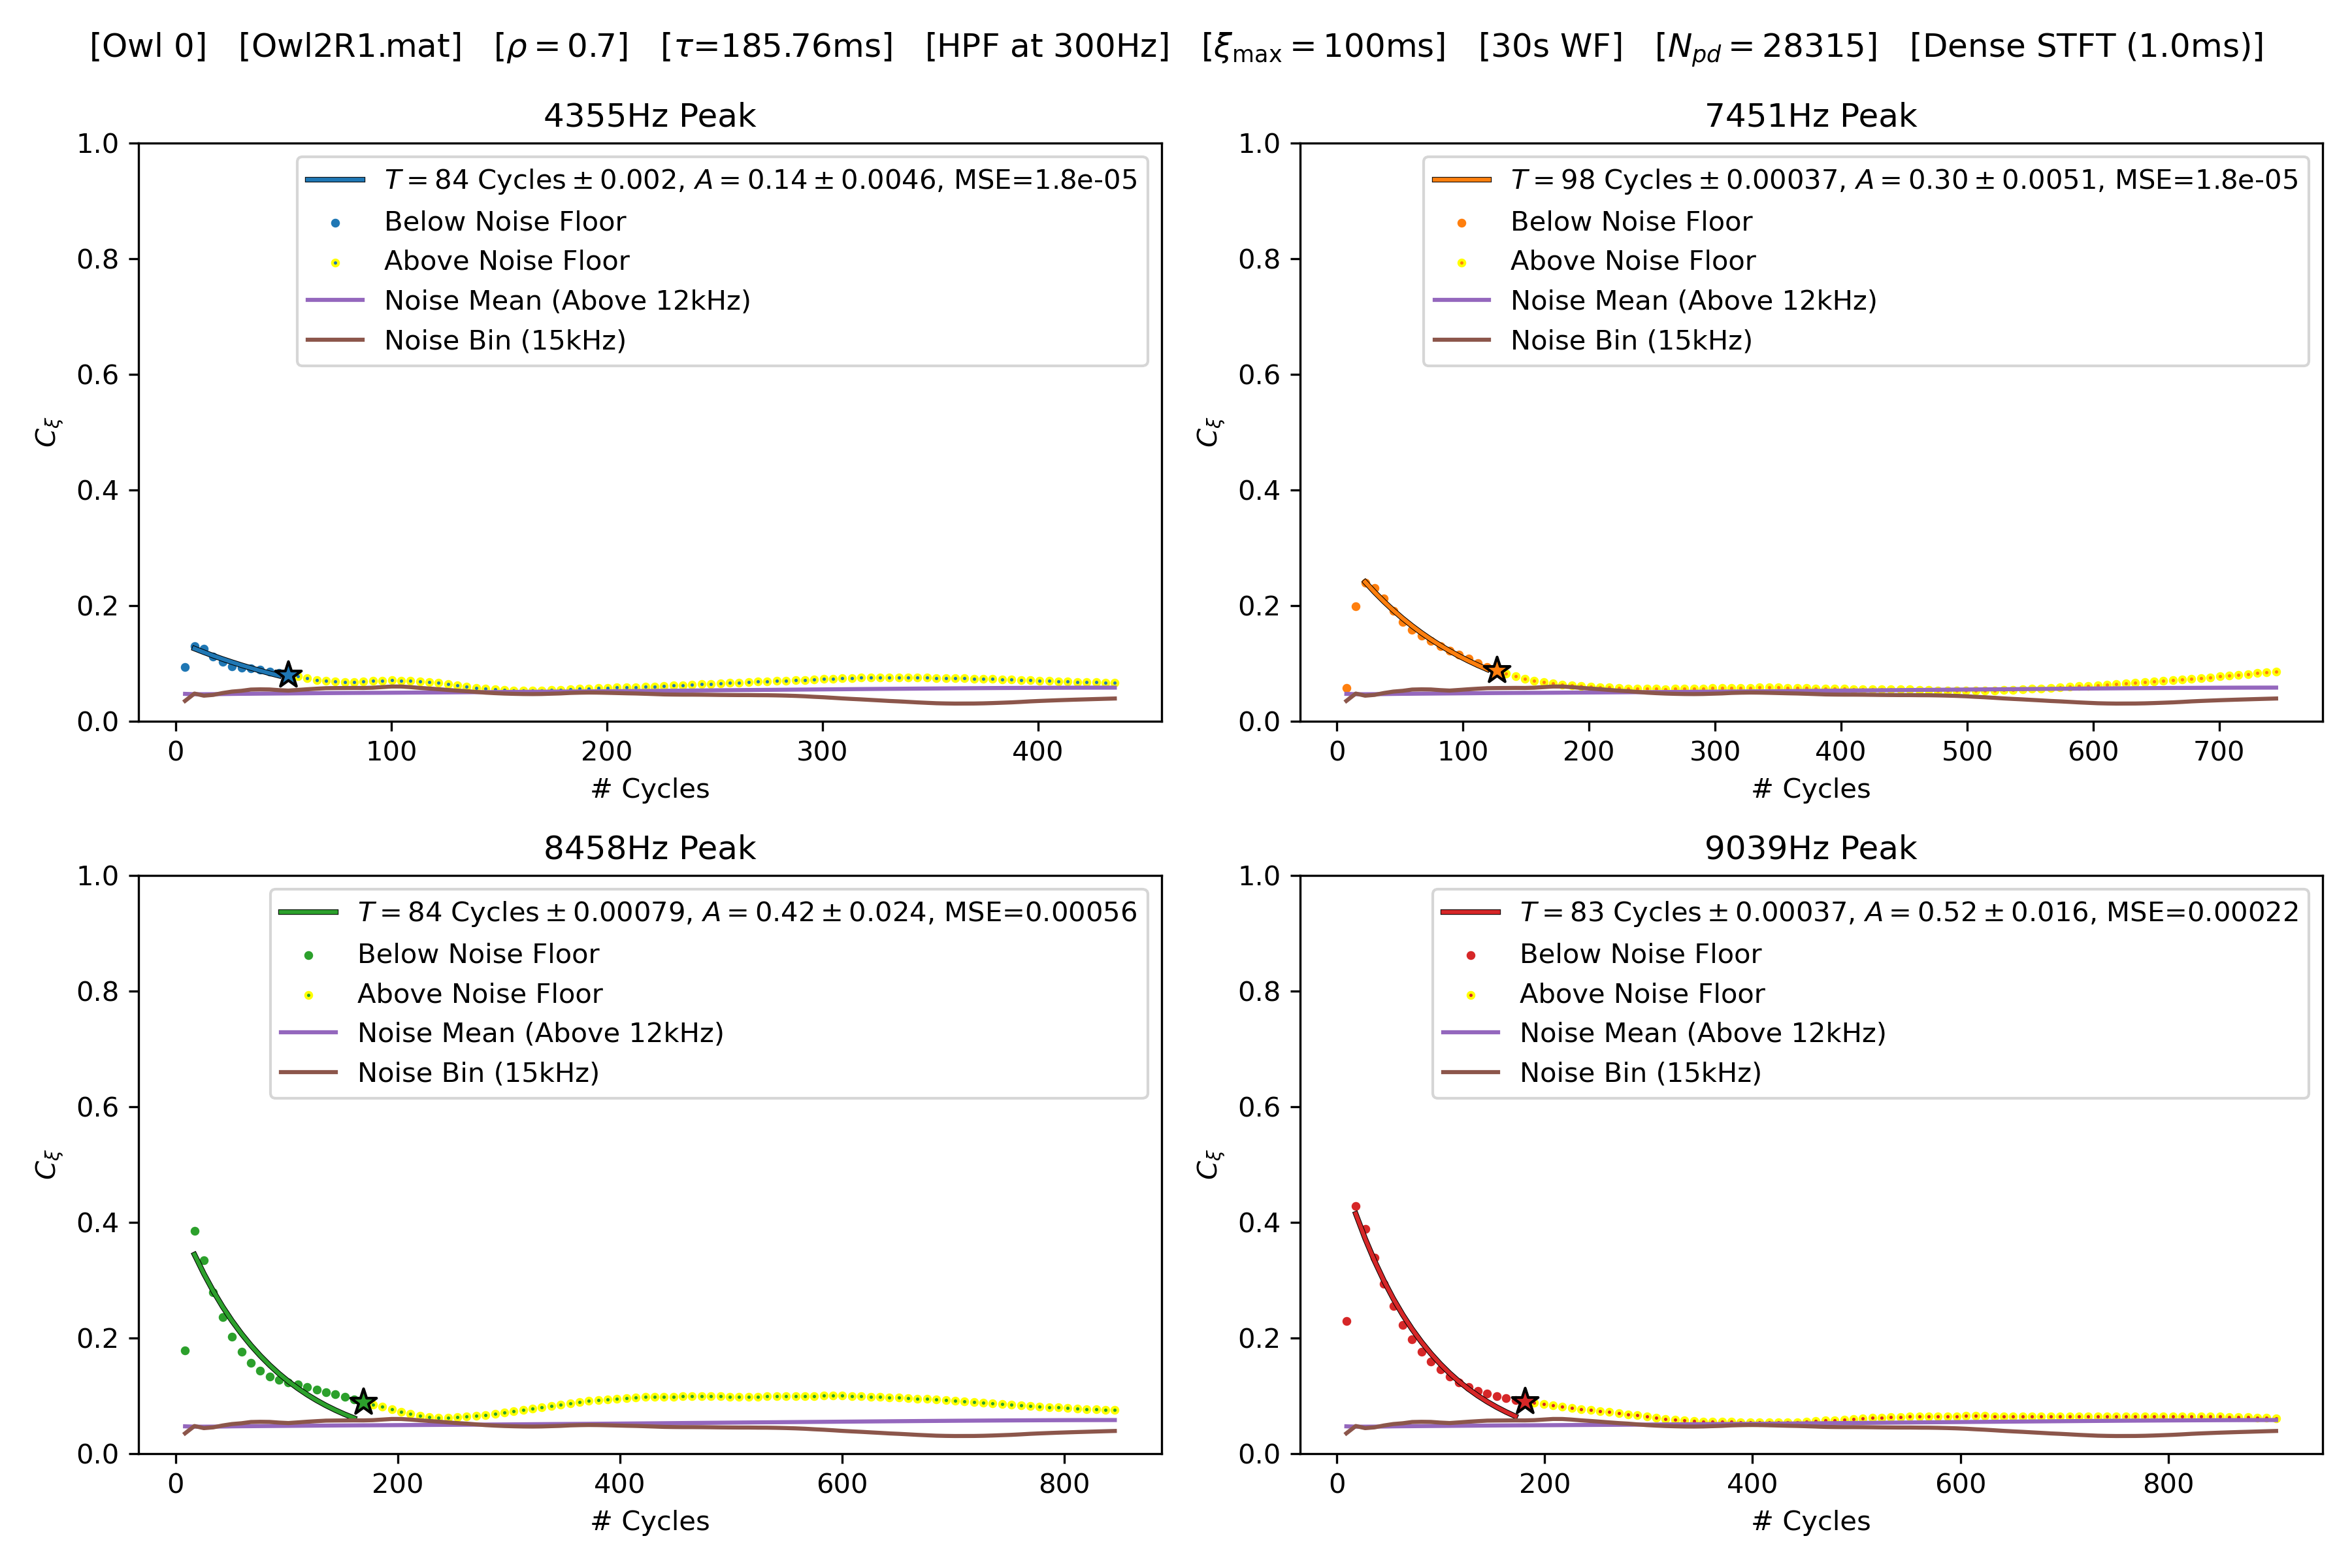 [Owl 0] [Owl2R1.mat] [ρ = 0.7] [τ=185.76ms] [HPF at 300Hz] [ξmax = 100ms] [30s WF] [Npd = 28315] [Dense STFT (1.0ms)]
4355Hz Peak
1.0
0.8
0.6
0.4
0.2
0.0
Cξ
T = 84 Cycles ± 0.002, A = 0.14 ± 0.0046, MSE=1.8e-05
Below Noise Floor
Above Noise Floor
Noise Mean (Above 12kHz)
Noise Bin (15kHz)
0 100 200 300 400
# Cycles
7451Hz Peak
1.0
0.8
0.6
0.4
0.2
0.0
Cξ
T = 98 Cycles ± 0.00037, A = 0.30 ± 0.0051, MSE=1.8e-05
Below Noise Floor
Above Noise Floor
Noise Mean (Above 12kHz)
Noise Bin (15kHz)
0 100 200 300 400 500 600 700
# Cycles
8458Hz Peak
1.0
0.8
0.6
0.4
0.2
0.0
Cξ
T = 84 Cycles ± 0.00079, A = 0.42 ± 0.024, MSE=0.00056
Below Noise Floor
Above Noise Floor
Noise Mean (Above 12kHz)
Noise Bin (15kHz)
0 200 400 600 800
# Cycles
9039Hz Peak
1.0
0.8
0.6
0.4
0.2
0.0
Cξ
T = 83 Cycles ± 0.00037, A = 0.52 ± 0.016, MSE=0.00022
Below Noise Floor
Above Noise Floor
Noise Mean (Above 12kHz)
Noise Bin (15kHz)
0 200 400 600 800
# Cycles